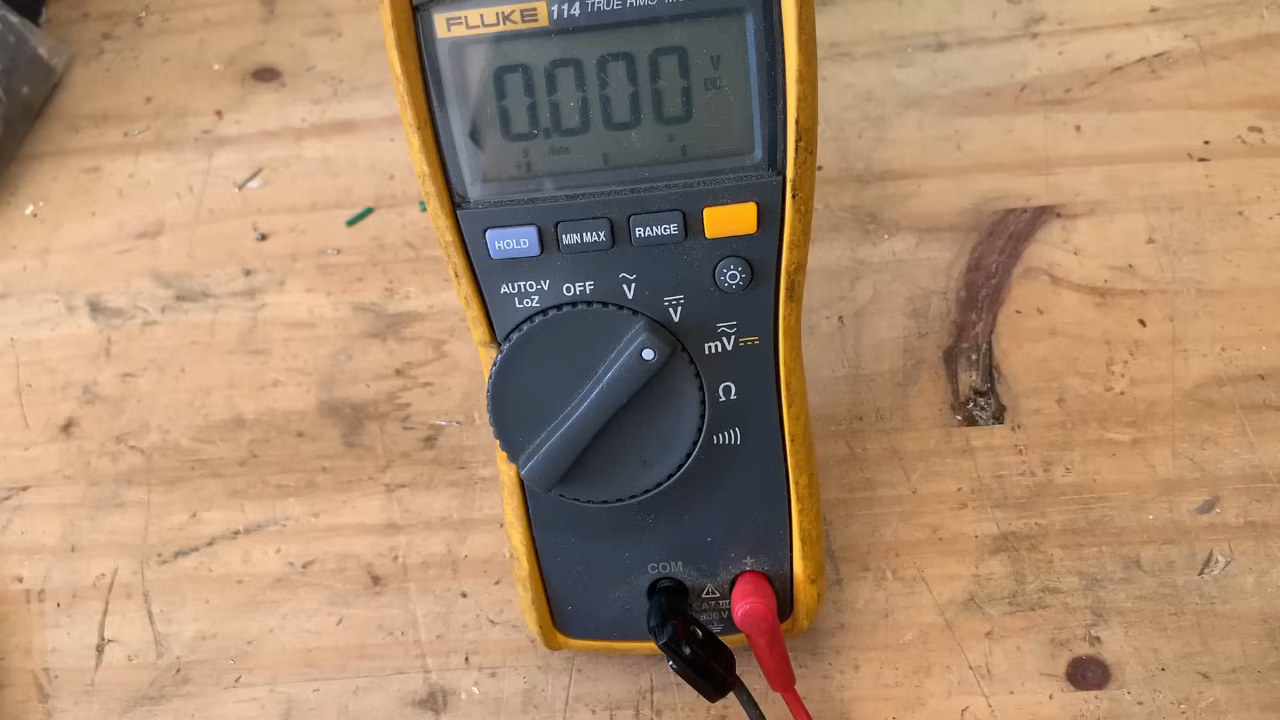 FLUKE 114 TRUE RMS
0.000 V DC
Auto
HOLD
MIN MAX
RANGE
AUTO-V LoZ
OFF
V
V
mV
Ω
COM
+
CAT III
600 V